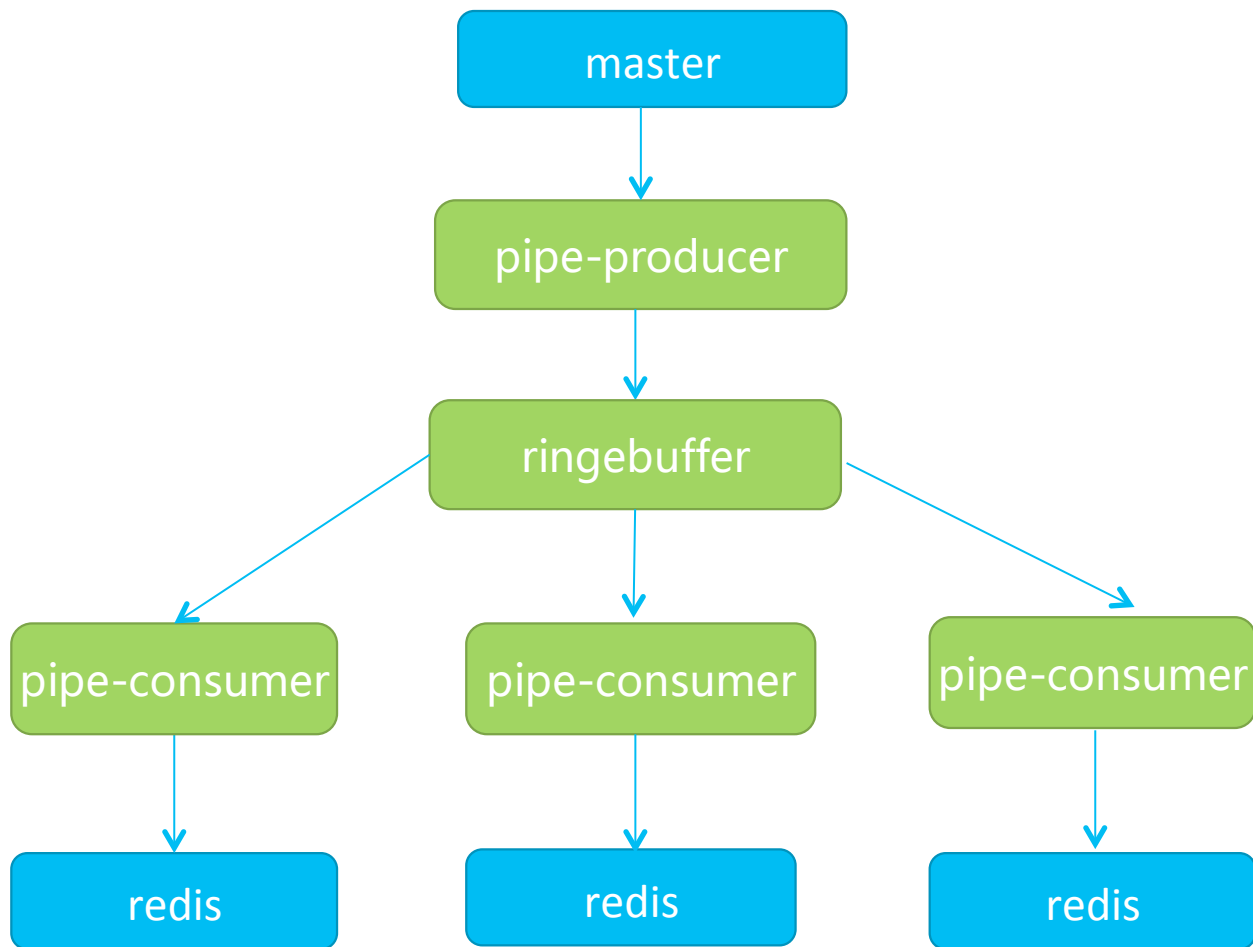 master
pipe-producer
ringebuffer
pipe-consumer
pipe-consumer
pipe-consumer
redis
redis
redis